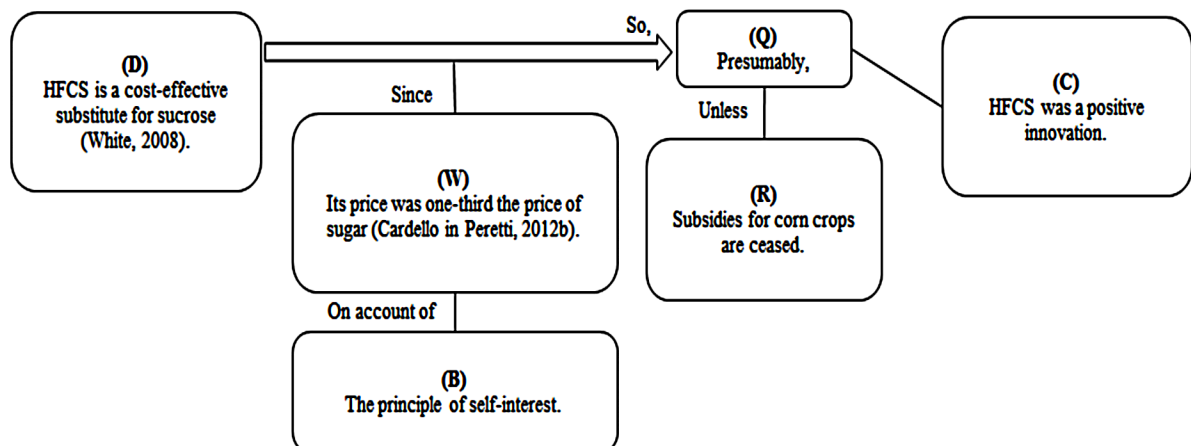 (D)
HFCS is a cost-effective
substitute for sucrose
(White, 2008).
So,
(Q)
Presumably,
(C)
HFCS was a positive
innovation.
Since
Unless
(W)
Its price was one-third the price of
sugar (Cardello in Peretti, 2012b).
(R)
Subsidies for corn crops
are ceased.
On account of
(B)
The principle of self-interest.